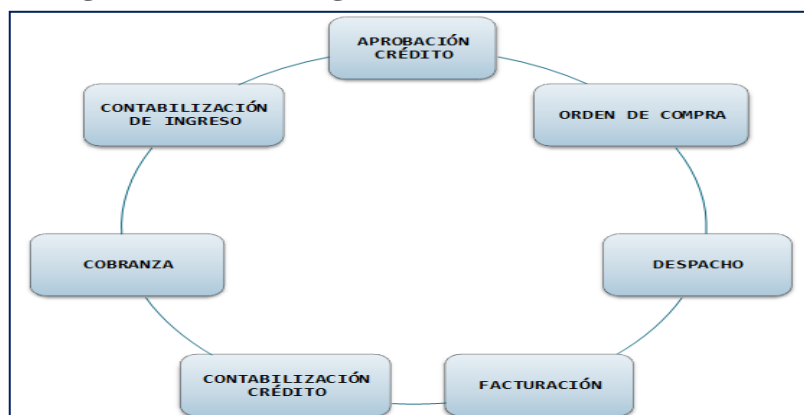 APROBACIÓN
CRÉDITO
ORDEN DE COMPRA
DESPACHO
FACTURACIÓN
CONTABILIZACIÓN
CRÉDITO
COBRANZA
CONTABILIZACIÓN
DE INGRESO